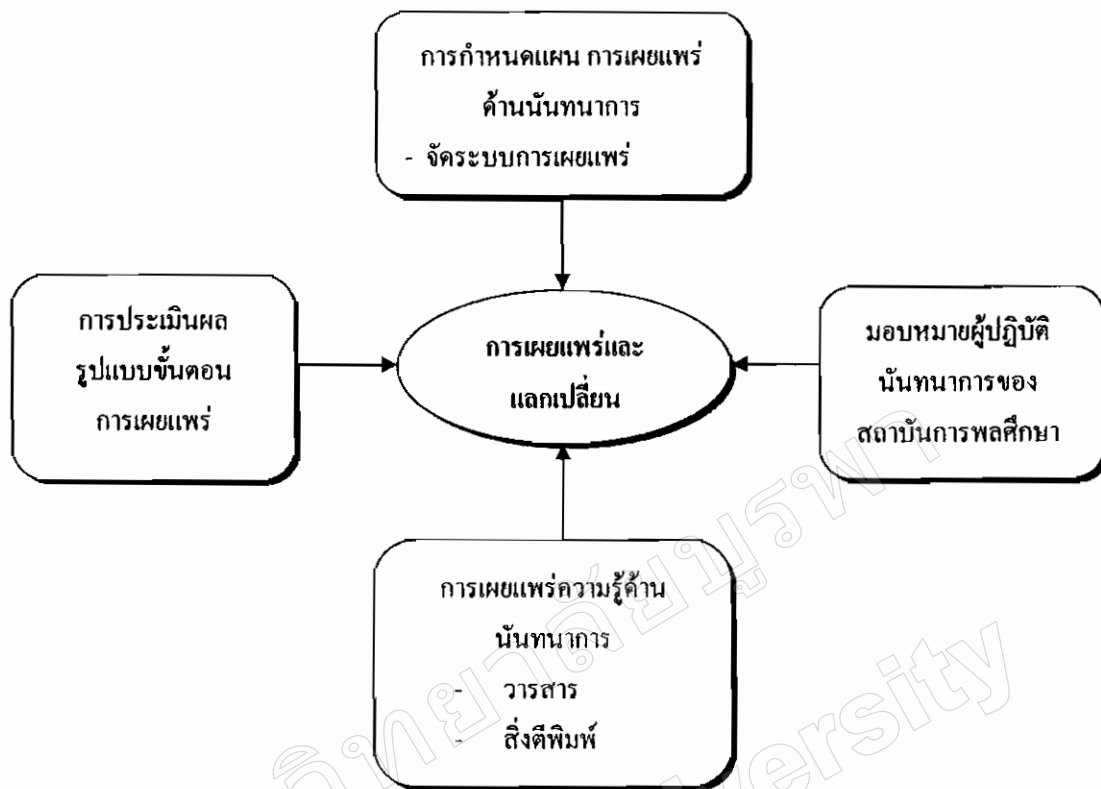 การกำหนดแผน การเผยแพร่
ด้านนันทนาการ
- จัดระบบการเผยแพร่
การประเมินผล
รูปแบบขั้นตอน
การเผยแพร่
การเผยแพร่และ
แลกเปลี่ยน
มอบหมายผู้ปฏิบัติ
นันทนาการของ
สถาบันการพลศึกษา
การเผยแพร่ความรู้ด้าน
นันทนาการ
- วารสาร
- สิ่งตีพิมพ์